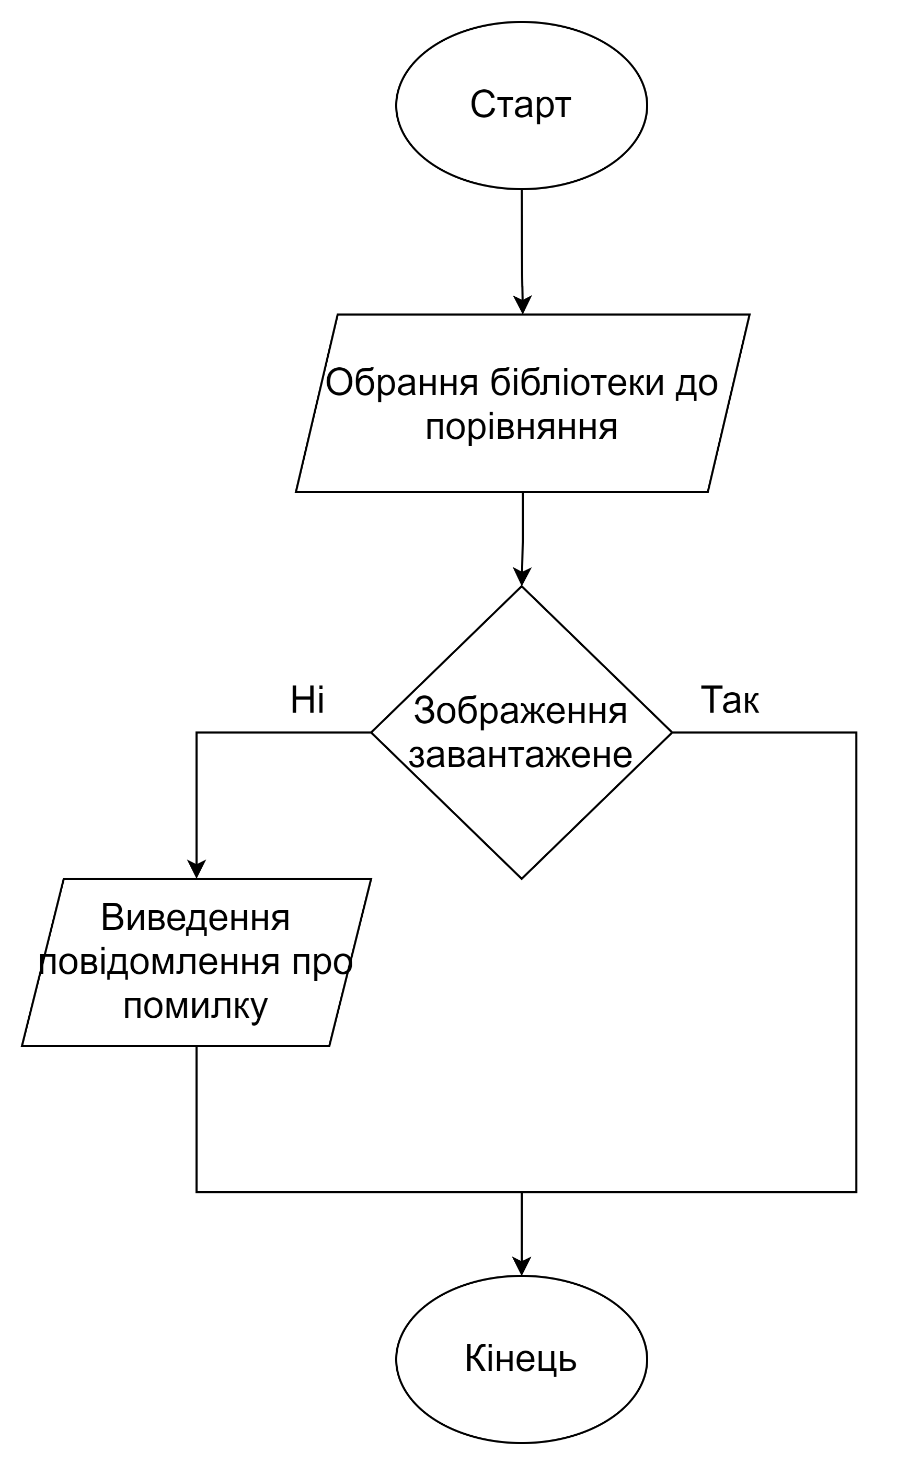 Старт
Обрання бібліотеки до
порівняння
Ні
Так
Зображення
завантажене
Виведення
повідомлення про
помилку
Кінець